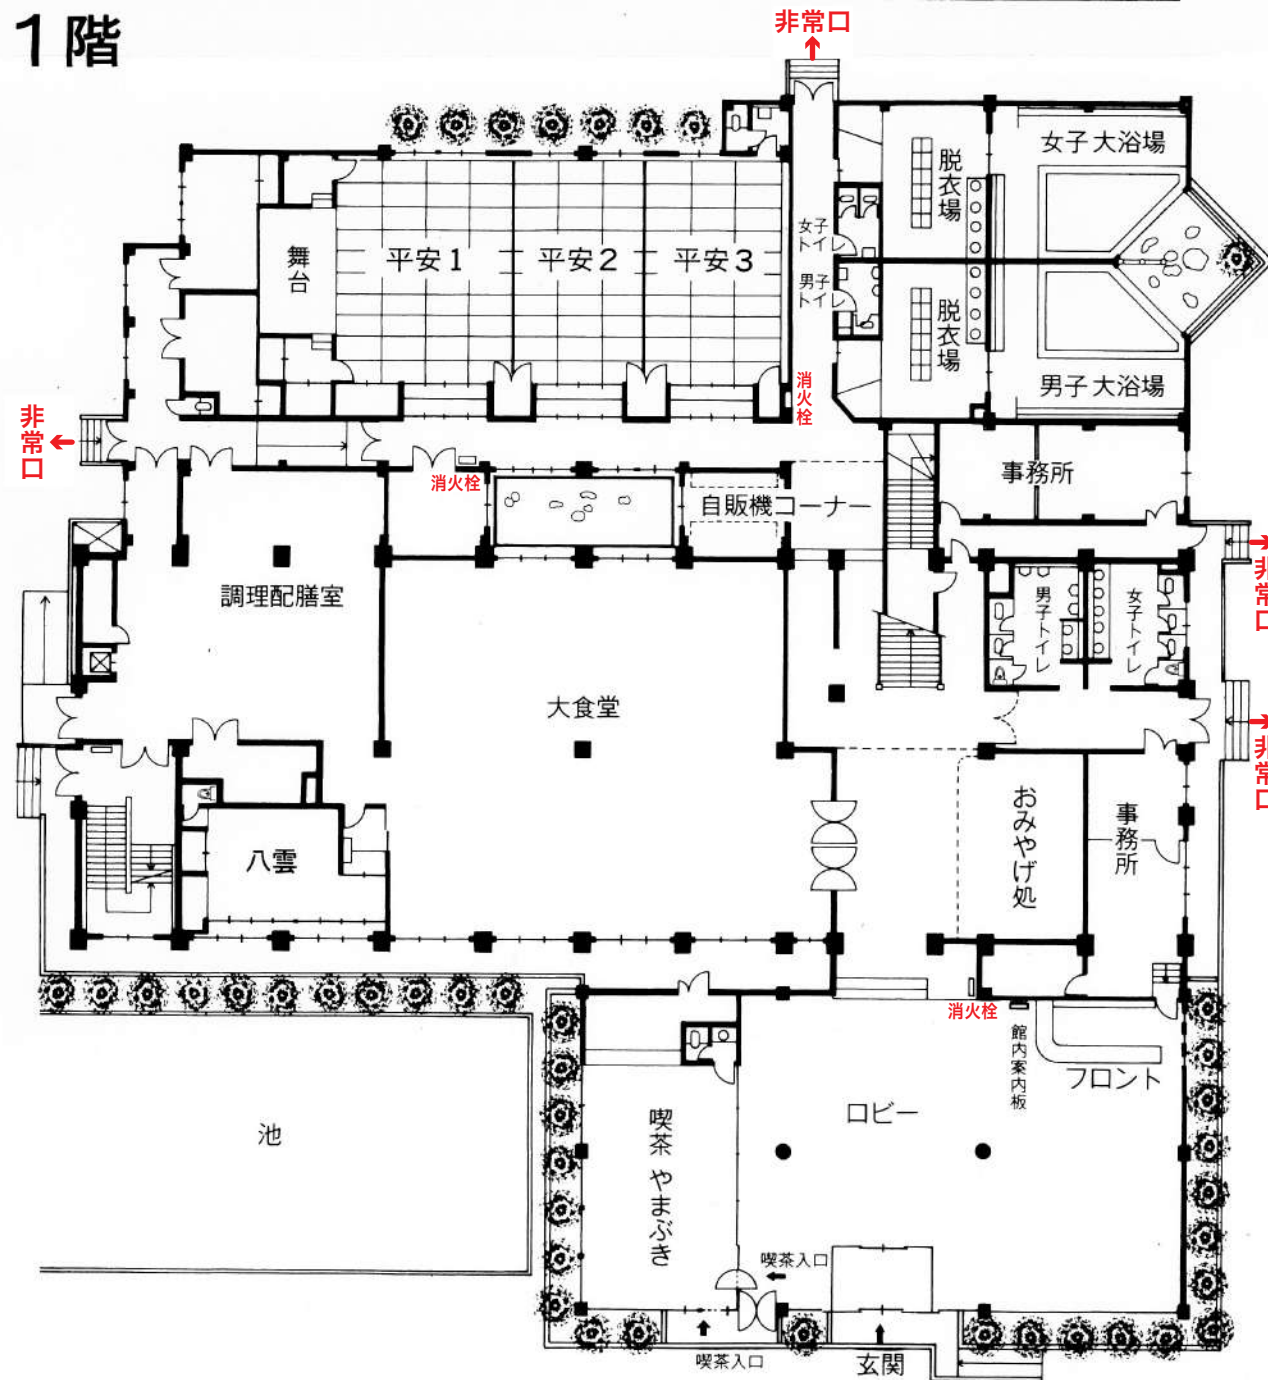 1階
非常口
女子大浴場
脱衣場
女子
トイレ
舞台
平安1
平安2
平安3
男子
トイレ
脱衣場
消火栓
男子大浴場
非常口
消火栓
自販機コーナー
事務所
非常口
調理配膳室
男子トイレ
女子トイレ
大食堂
非常口
おみやげ処
事務所
八雲
消火栓
館内案内板
フロント
ロビー
池
喫茶 やまぶき
喫茶入口
喫茶入口
玄関